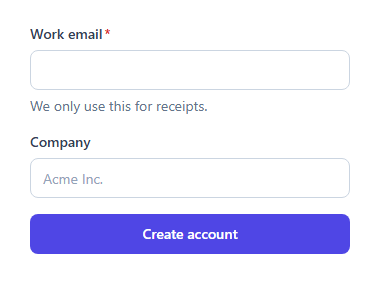 Work email*
We only use this for receipts.
Company
Acme Inc.
Create account